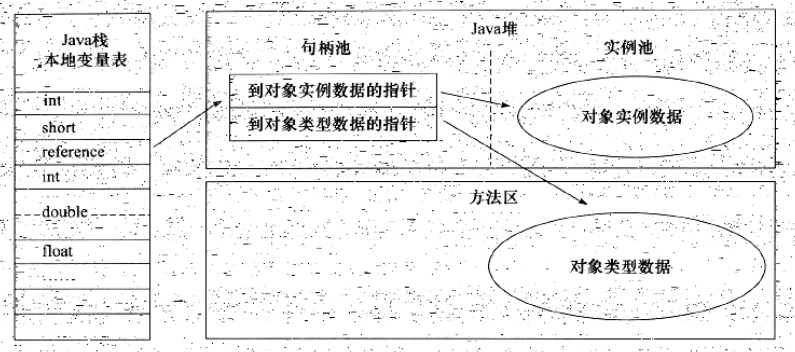 Java栈
本地变量表
int
short
reference
int
double
float
......
Java堆
句柄池
实例池
到对象实例数据的指针
到对象类型数据的指针
对象实例数据
方法区
对象类型数据